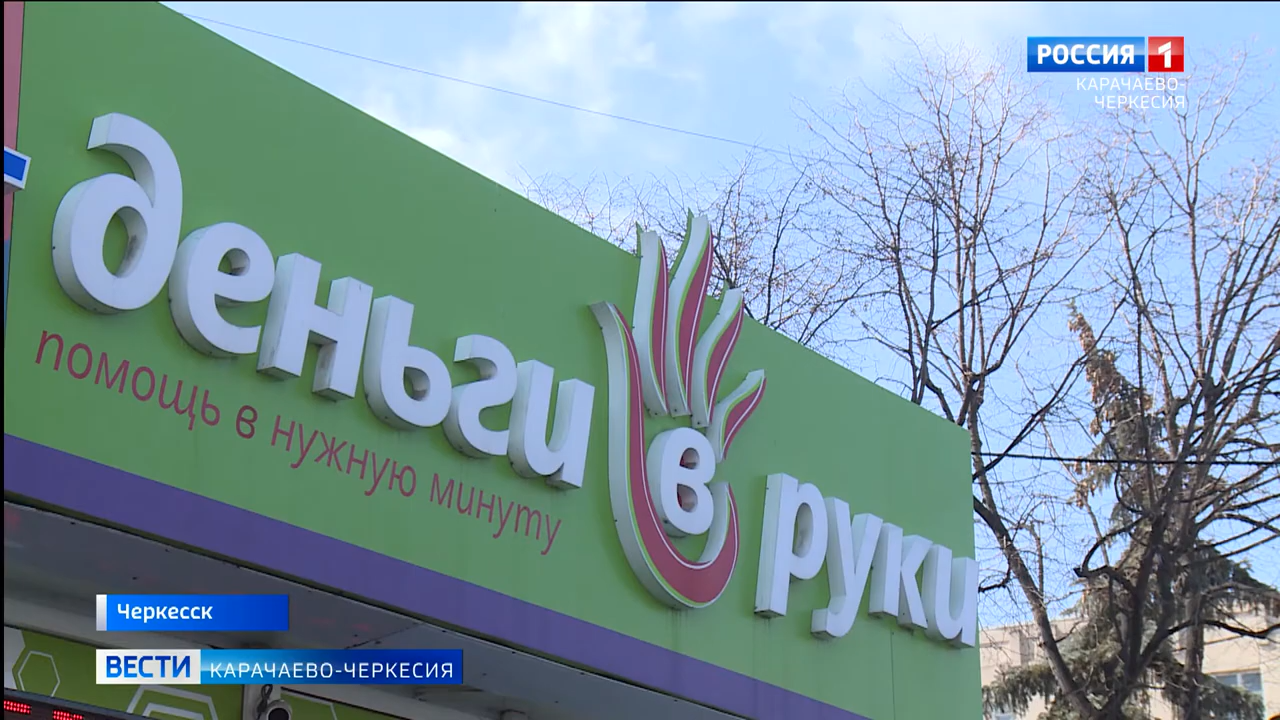 РОССИЯ 1
КАРАЧАЕВО-
ЧЕРКЕСИЯ
деньги в руки
помощь в нужную минуту
Черкесск
ВЕСТИ КАРАЧАЕВО-ЧЕРКЕСИЯ